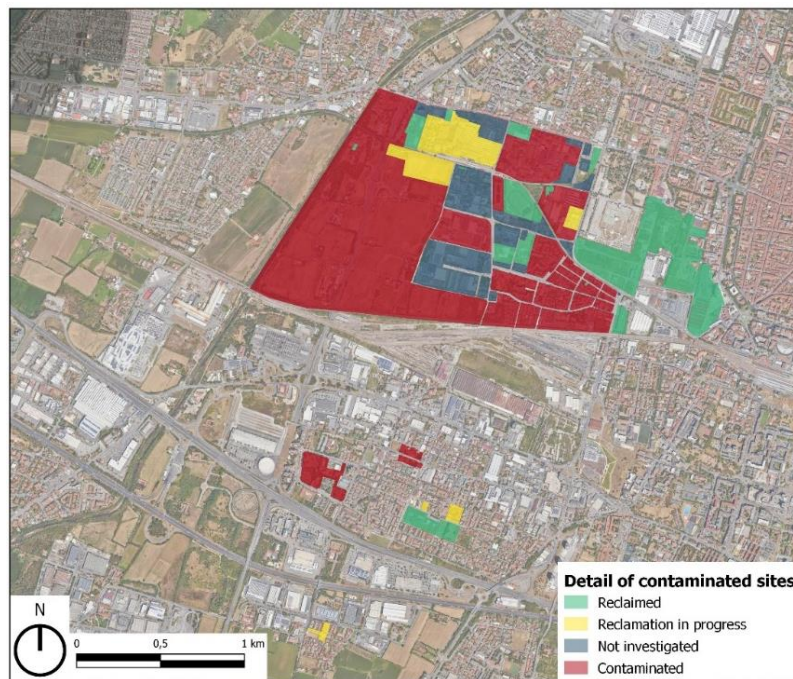 Detail of contaminated sites
Reclaimed
Reclamation in progress
Not investigated
Contaminated
N
0 0,5 1 km